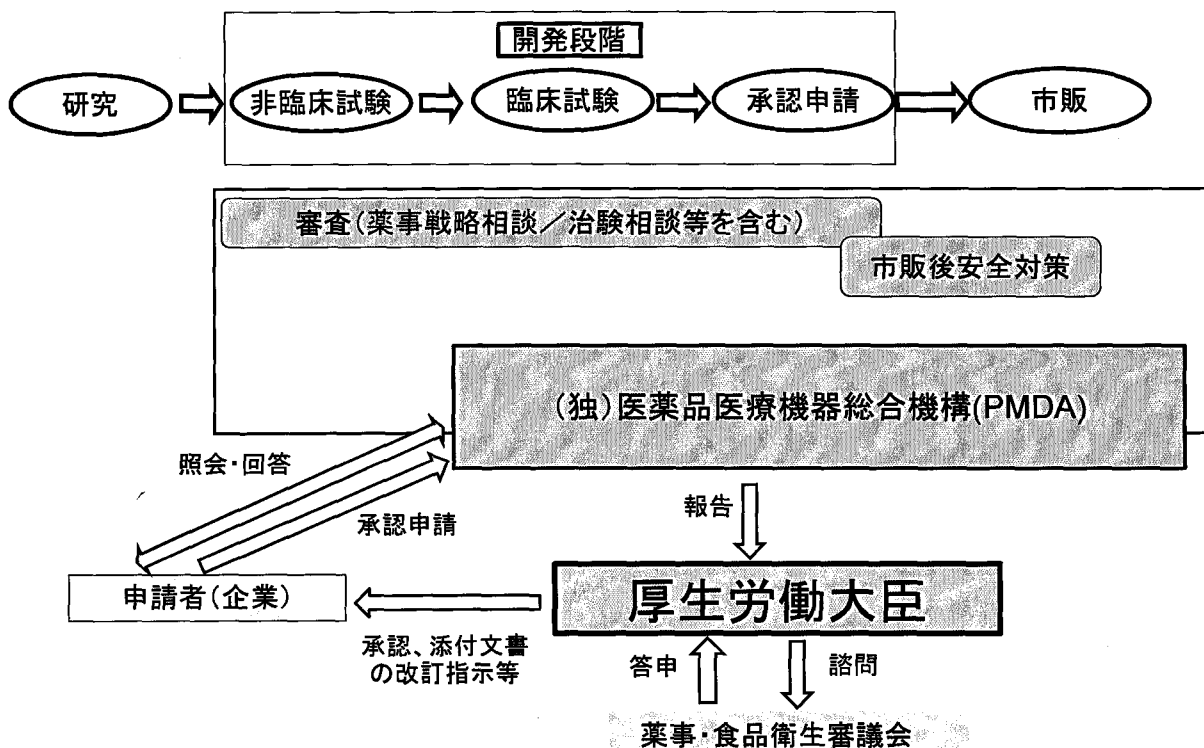 開発段階
研究
非臨床試験
臨床試験
承認申請
市販
審査(薬事戦略相談／治験相談等を含む)
市販後安全対策
(独)医薬品医療機器総合機構(PMDA)
照会・回答
承認申請
報告
申請者(企業)
厚生労働大臣
承認、添付文書
の改訂指示等
答申
諮問
薬事・食品衛生審議会